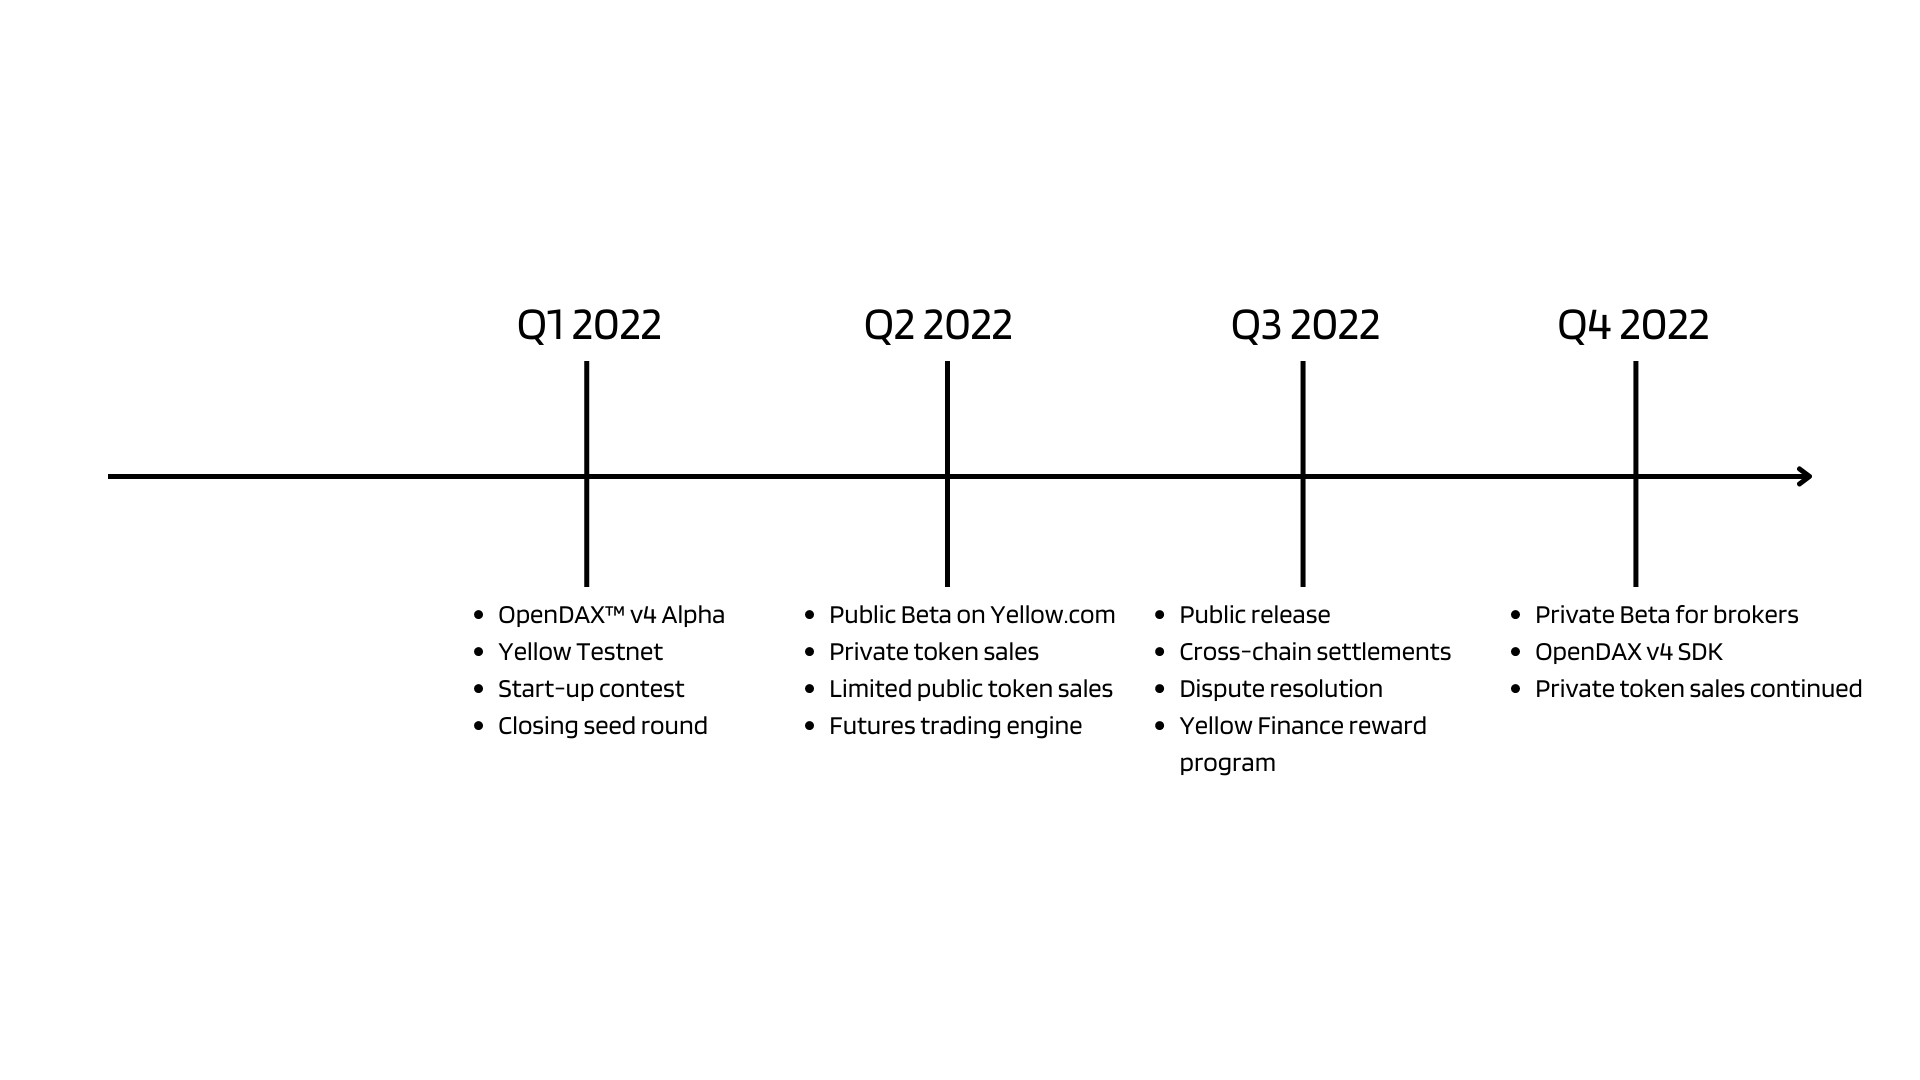 Q1 2022
Q2 2022
Q3 2022
Q4 2022
• OpenDAX™ v4 Alpha
• Yellow Testnet
• Start-up contest
• Closing seed round
• Public Beta on Yellow.com
• Private token sales
• Limited public token sales
• Futures trading engine
• Public release
• Cross-chain settlements
• Dispute resolution
• Yellow Finance reward
program
• Private Beta for brokers
• OpenDAX v4 SDK
• Private token sales continued